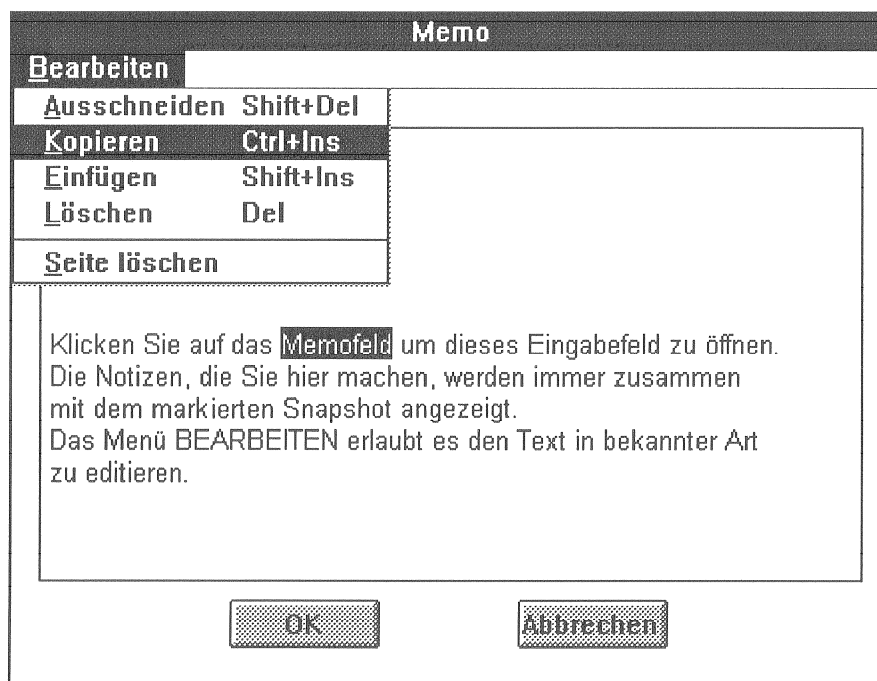 Memo
Bearbeiten
Ausschneiden Shift+Del
Kopieren Ctrl+Ins
Einfügen Shift+Ins
Löschen Del
Seite löschen
Klicken Sie auf das Memofeld um dieses Eingabefeld zu öffnen.
Die Notizen, die Sie hier machen, werden immer zusammen
mit dem markierten Snapshot angezeigt.
Das Menü BEARBEITEN erlaubt es den Text in bekannter Art
zu editieren.
OK Abbrechen